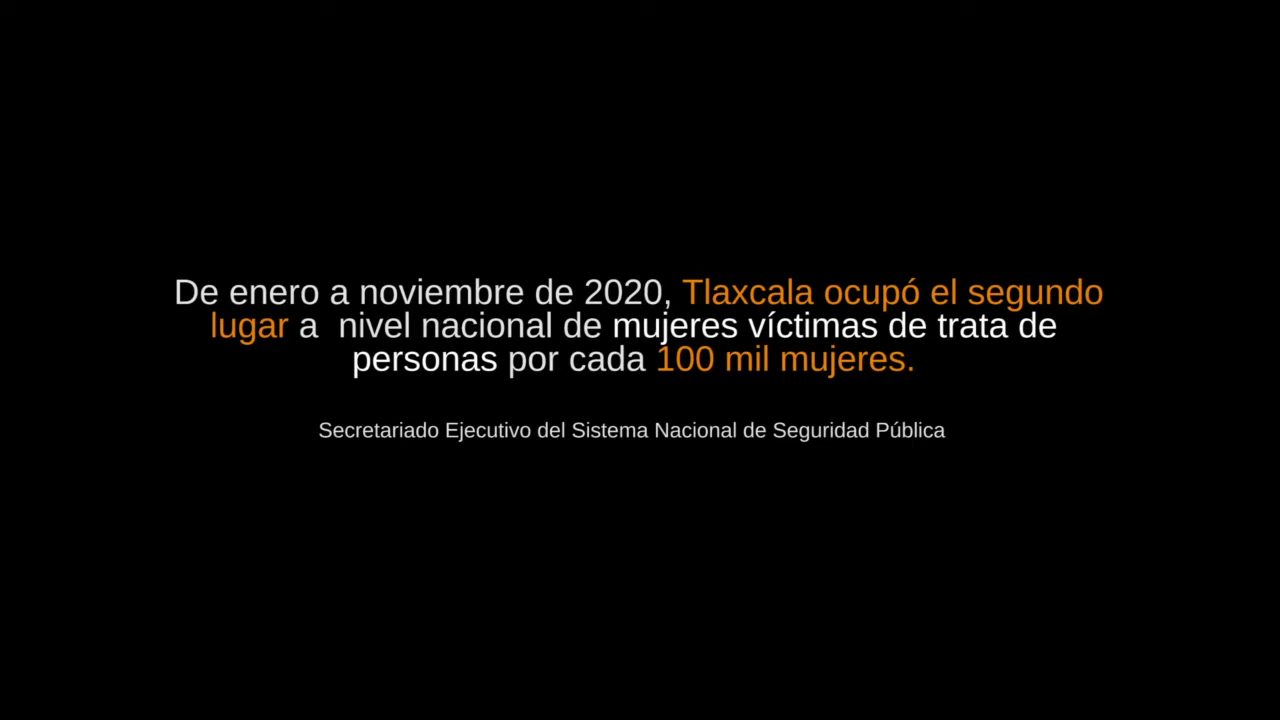 De enero a noviembre de 2020, Tlaxcala ocupó el segundo
lugar a  nivel nacional de mujeres víctimas de trata de
personas por cada 100 mil mujeres.
Secretariado Ejecutivo del Sistema Nacional de Seguridad Pública